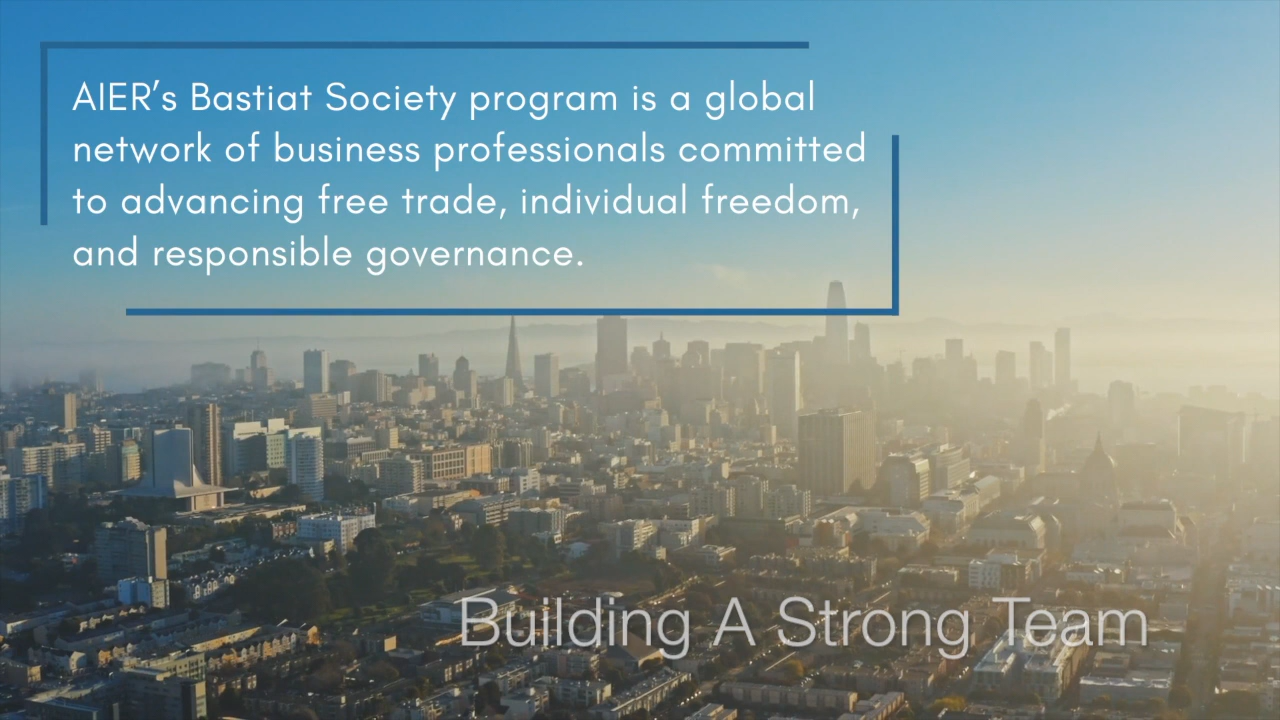 AIER’s Bastiat Society program is a global
network of business professionals committed
to advancing free trade, individual freedom,
and responsible governance.
Building A Strong Team